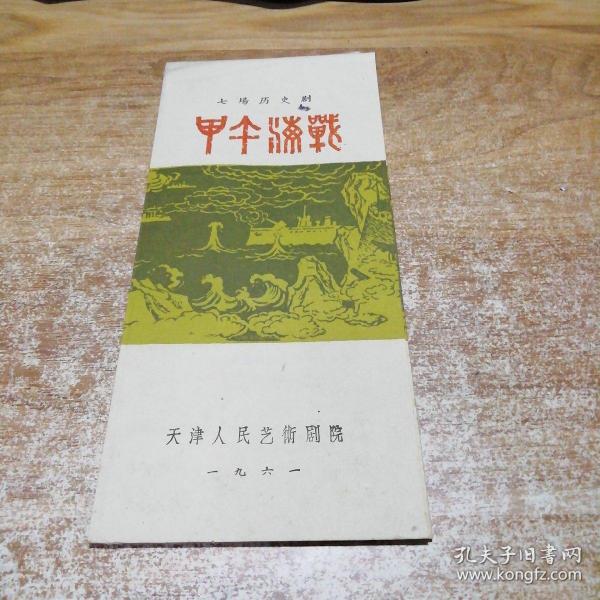 七場历史剧
甲午海戰
天津人民艺術剧院
一九六一
孔夫子旧書网
www.kongfz.com